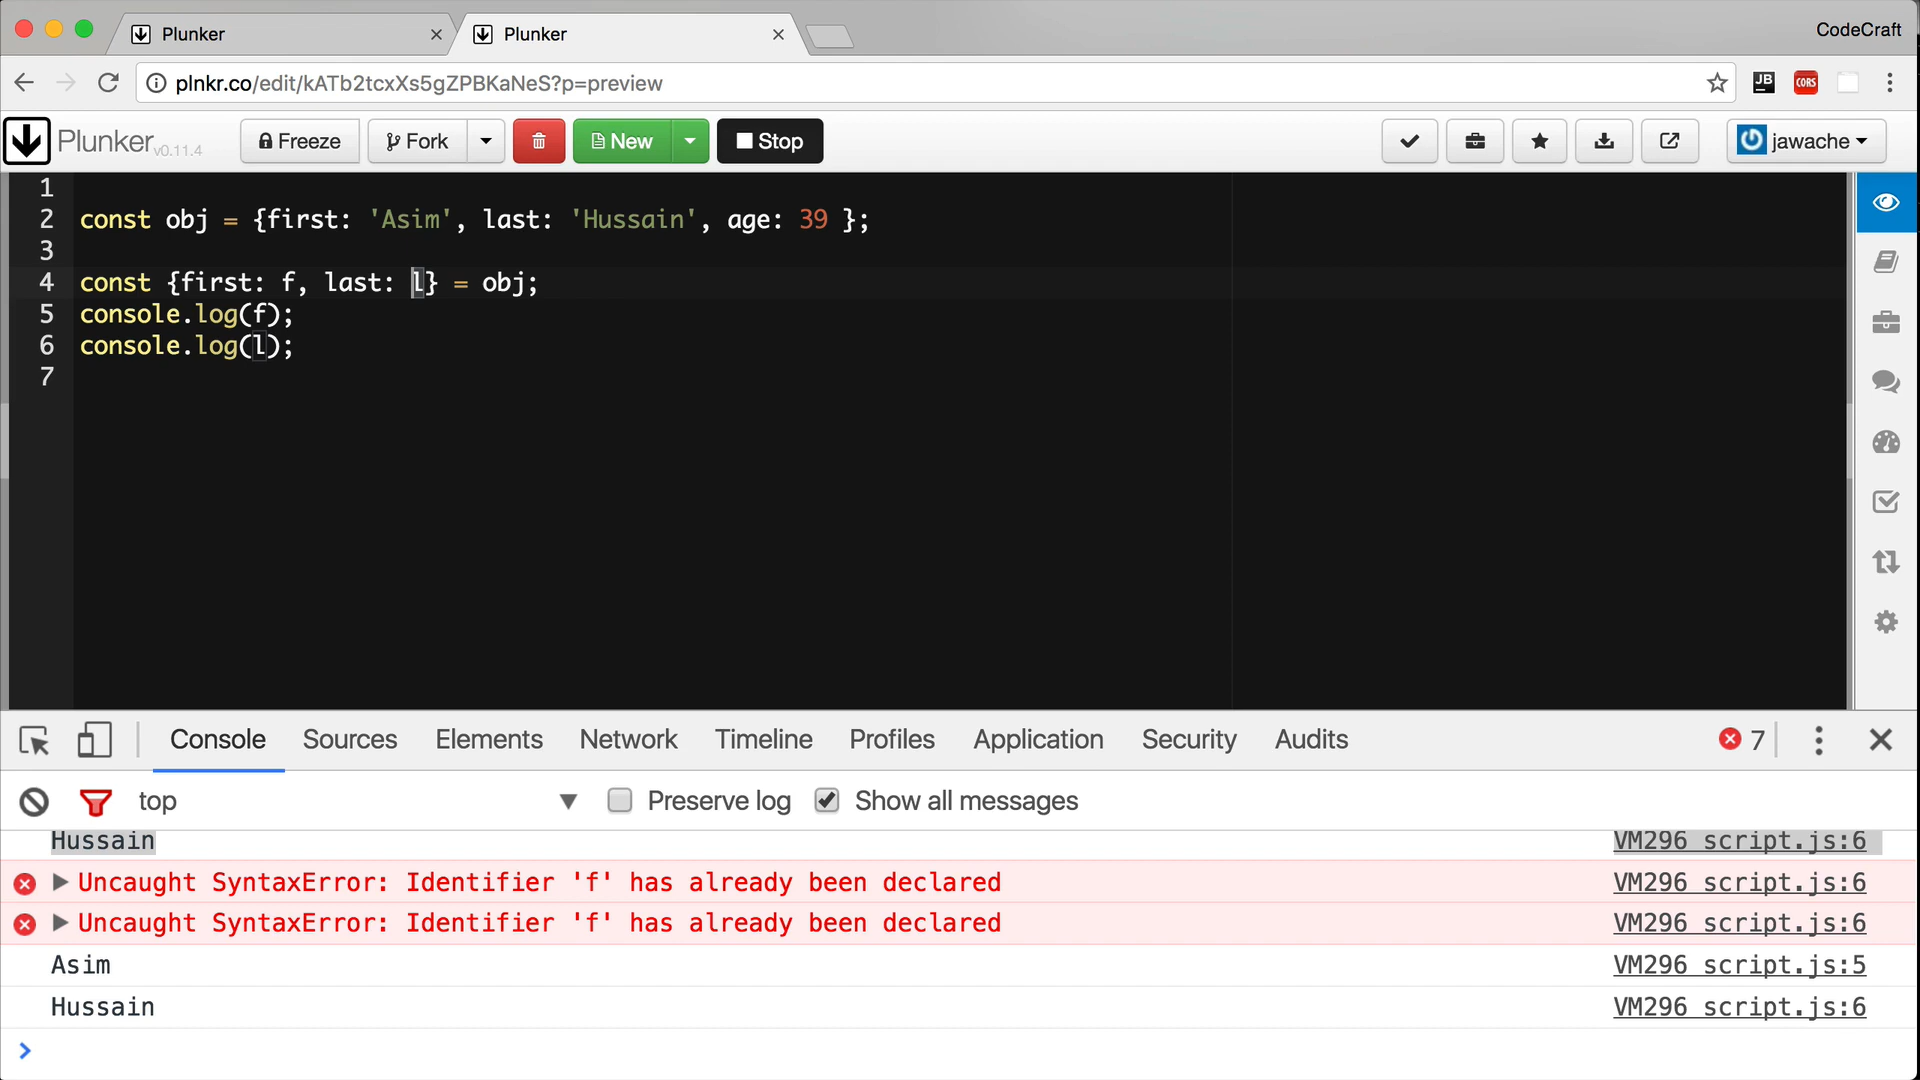 Plunker
Plunker
CodeCraft
plnkr.co/edit/kATb2tcxXs5gZPBKaNeS?p=preview
JB
CORS
Plunker v0.11.4
Freeze
Fork
New
Stop
jawache
1
2 const obj = {first: 'Asim', last: 'Hussain', age: 39 };
3
4 const {first: f, last: l} = obj;
5 console.log(f);
6 console.log(l);
7
Console Sources Elements Network Timeline Profiles Application Security Audits 7
top Preserve log Show all messages
Hussain VM296 script.js:6
Uncaught SyntaxError: Identifier 'f' has already been declared VM296 script.js:6
Uncaught SyntaxError: Identifier 'f' has already been declared VM296 script.js:6
Asim VM296 script.js:5
Hussain VM296 script.js:6